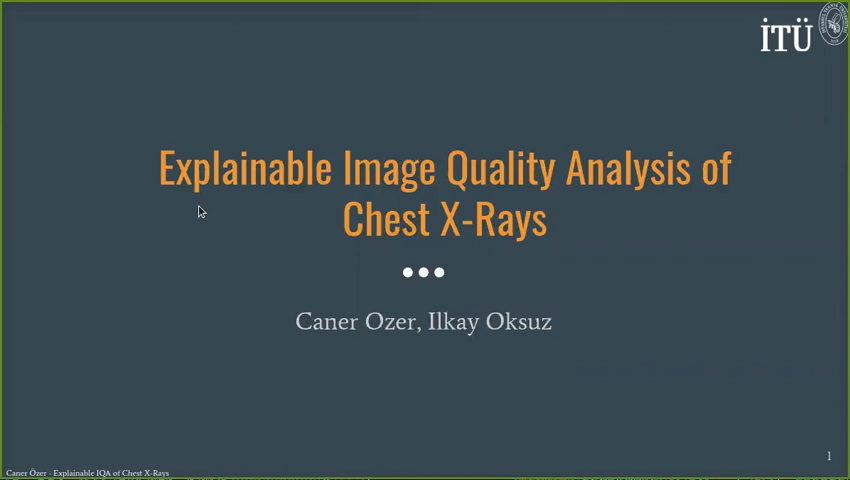 İTÜ
Explainable Image Quality Analysis of
Chest X-Rays
Caner Ozer, Ilkay Oksuz
1
Caner Özer - Explainable IQA of Chest X-Rays